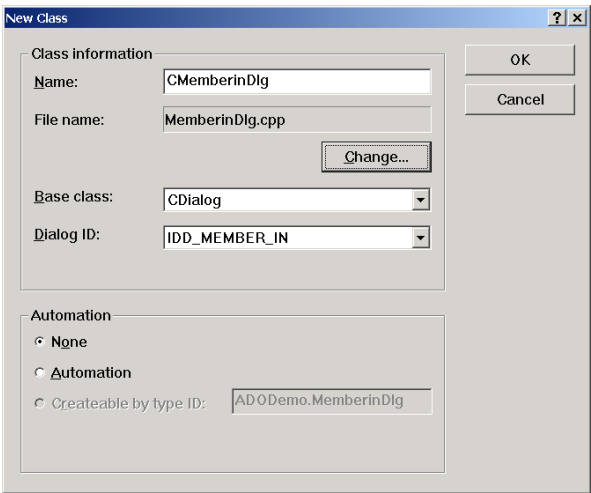 New Class
Class information
Name:
CMemberinDlg
OK
File name:
MemberinDlg.cpp
Cancel
Change...
Base class:
CDialog
Dialog ID:
IDD_MEMBER_IN
Automation
None
Automation
Createable by type ID:
ADODemo.MemberinDlg